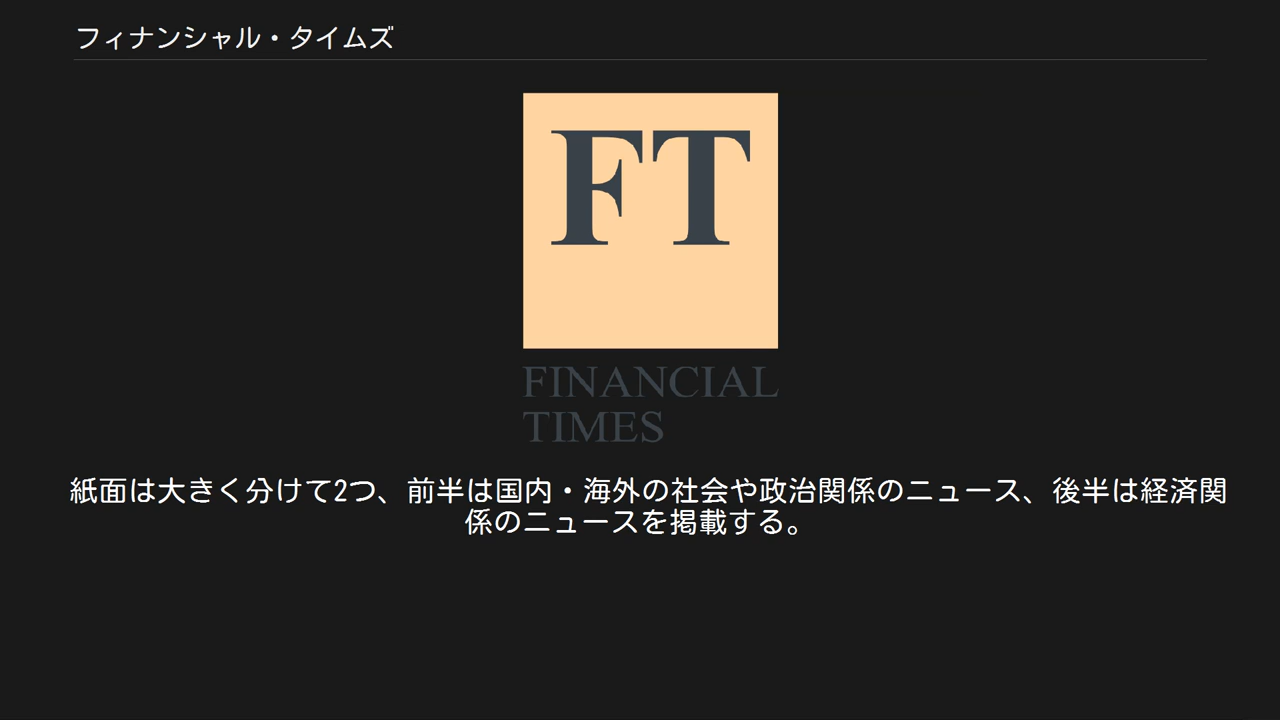 フィナンシャル・タイムズ
FT
FINANCIAL
TIMES
紙面は大きく分けて2つ、前半は国内・海外の社会や政治関係のニュース、後半は経済関
係のニュースを掲載する。